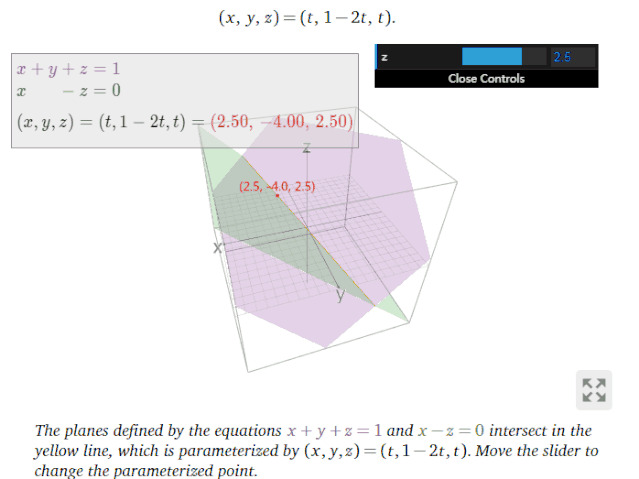 (x, y, z) = (t, 1 − 2t, t).
x + y + z = 1
x − z = 0
(x, y, z) = (t, 1 − 2t, t) = (2.50, −4.00, 2.50)
z 2.5
Close Controls
z
(2.5, -4.0, 2.5)
x
y
The planes defined by the equations x + y + z = 1 and x − z = 0 intersect in the
yellow line, which is parameterized by (x, y, z) = (t, 1 − 2t, t). Move the slider to
change the parameterized point.